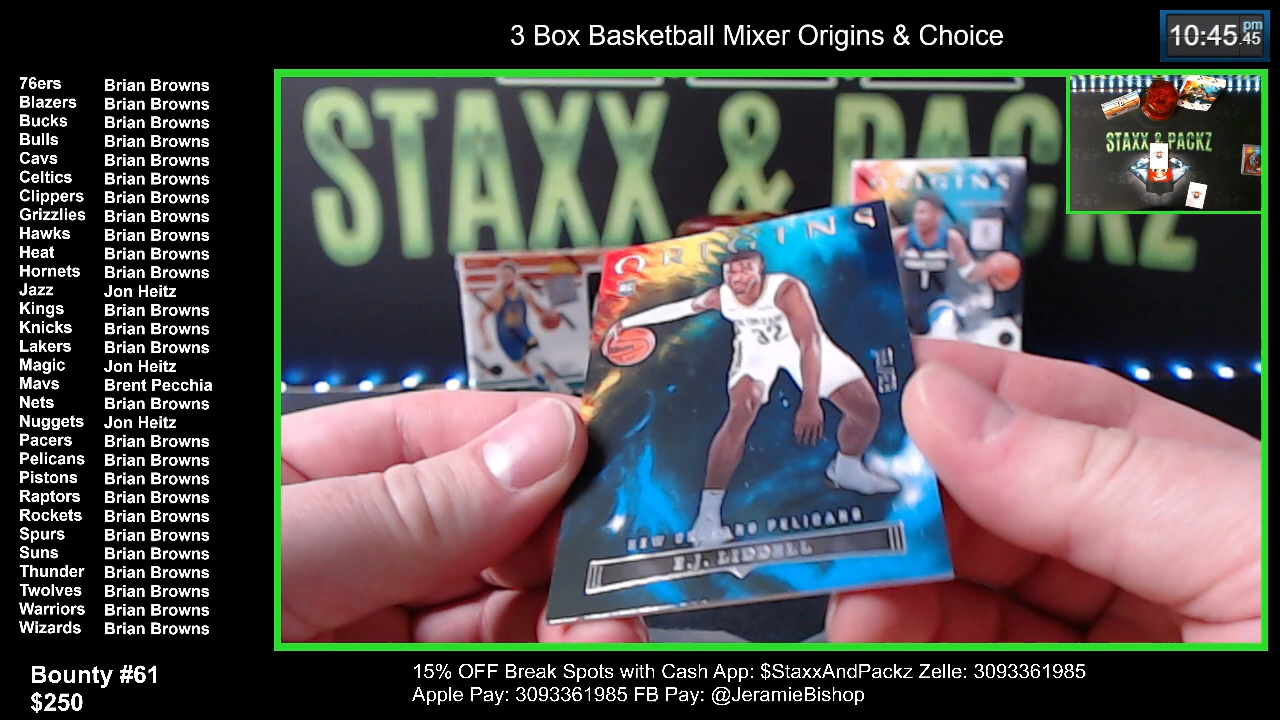 3 Box Basketball Mixer Origins & Choice
10:45.45 pm
76ers Brian Browns
Blazers Brian Browns
Bucks Brian Browns
Bulls Brian Browns
Cavs Brian Browns
Celtics Brian Browns
Clippers Brian Browns
Grizzlies Brian Browns
Hawks Brian Browns
Heat Brian Browns
Hornets Brian Browns
Jazz Jon Heitz
Kings Brian Browns
Knicks Brian Browns
Lakers Brian Browns
Magic Jon Heitz
Mavs Brent Pecchia
Nets Brian Browns
Nuggets Jon Heitz
Pacers Brian Browns
Pelicans Brian Browns
Pistons Brian Browns
Raptors Brian Browns
Rockets Brian Browns
Spurs Brian Browns
Suns Brian Browns
Thunder Brian Browns
Twolves Brian Browns
Warriors Brian Browns
Wizards Brian Browns
STAXX & PACKZ
STAXX & PACKZ
ORIGINS
ORIGINS
32
NEW ORLEANS PELICANS
E.J. LIDDELL
Bounty #61
$250
15% OFF Break Spots with Cash App: $StaxxAndPackz Zelle: 3093361985
Apple Pay: 3093361985 FB Pay: @JeramieBishop